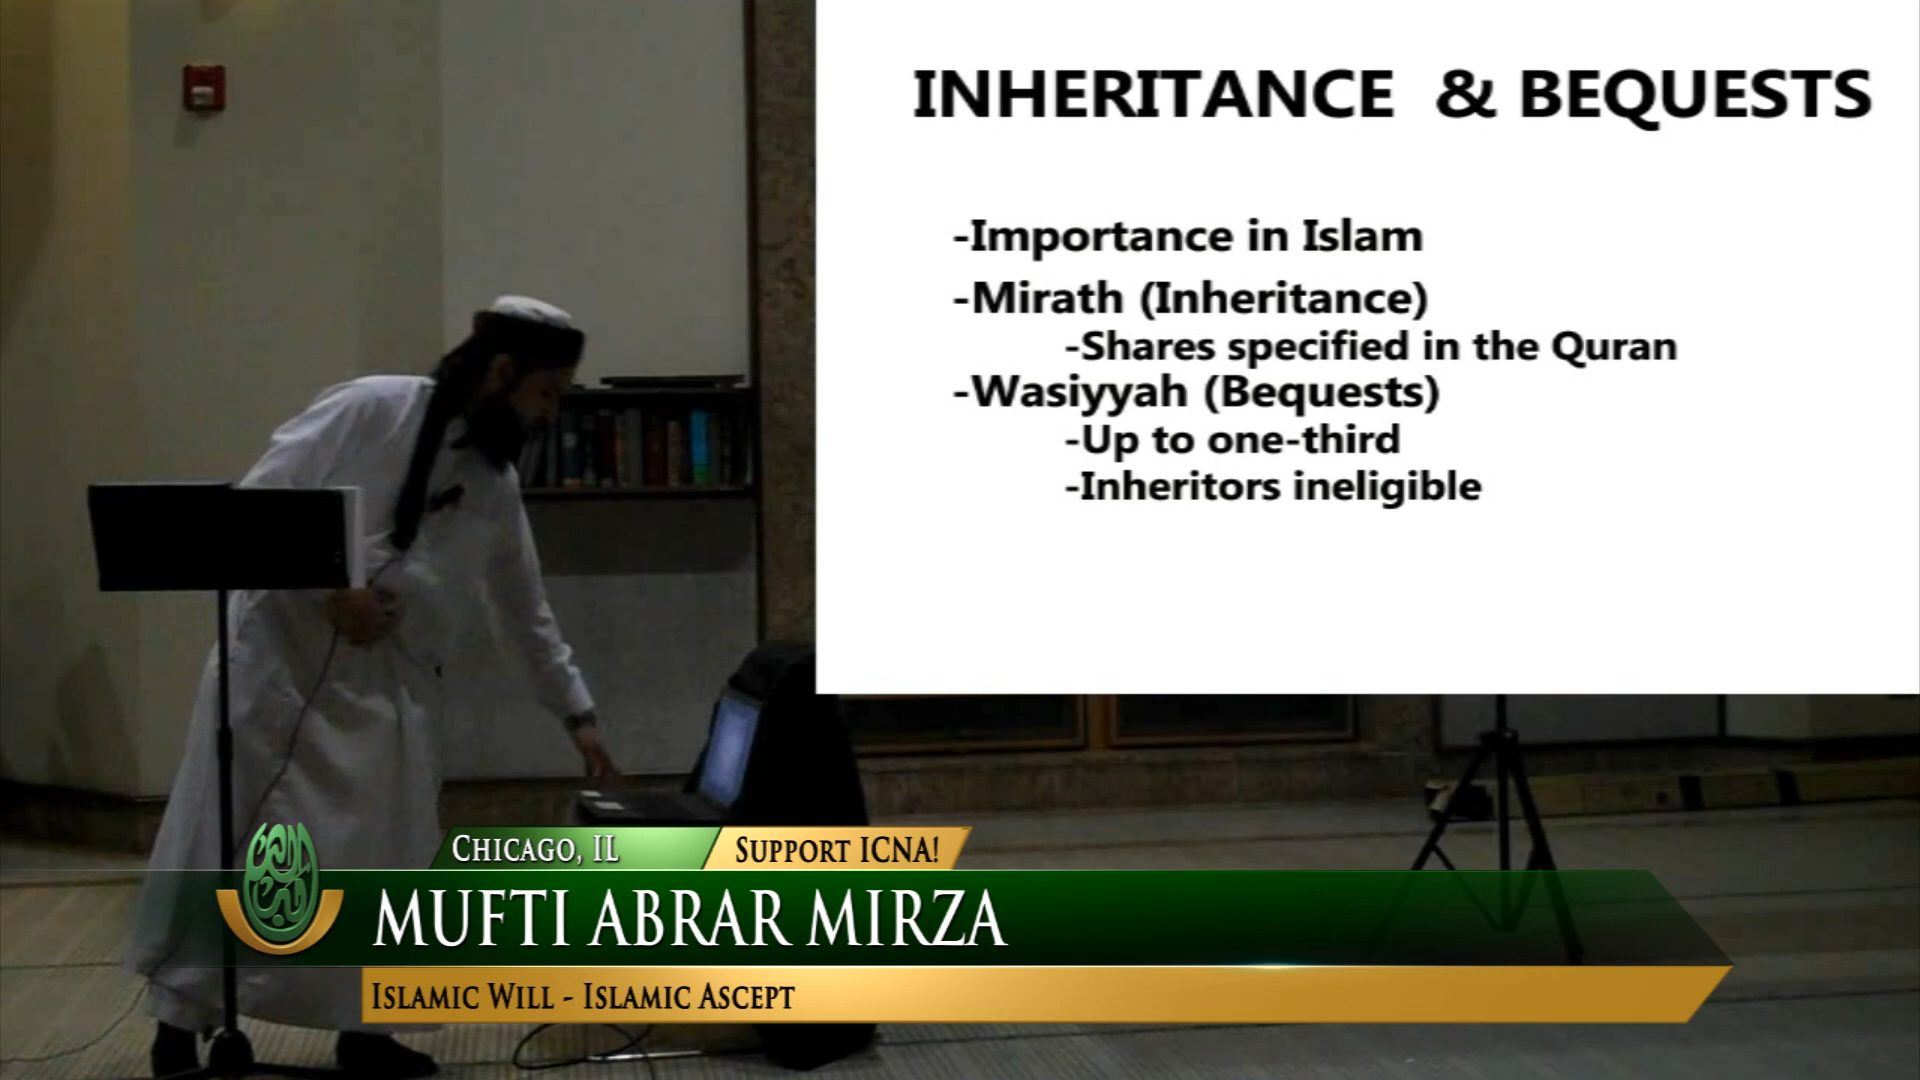 INHERITANCE & BEQUESTS
-Importance in Islam
-Mirath (Inheritance)
-Shares specified in the Quran
-Wasiyyah (Bequests)
-Up to one-third
-Inheritors ineligible
CHICAGO, IL
SUPPORT ICNA!
MUFTI ABRAR MIRZA
ISLAMIC WILL - ISLAMIC ASCEPT